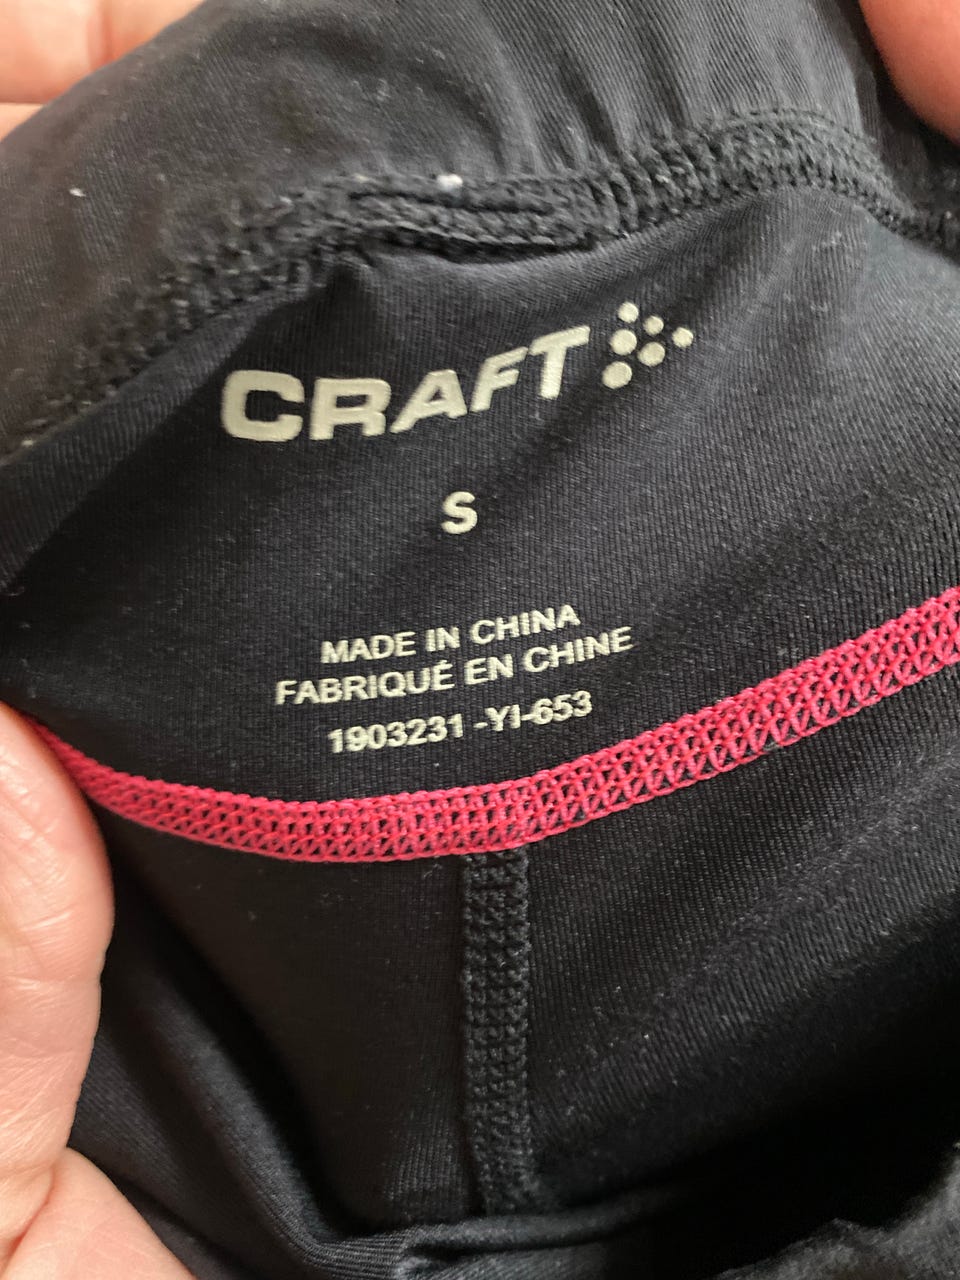 CRAFT
S
MADE IN CHINA
FABRIQUÉ EN CHINE
1903231 -YI-653